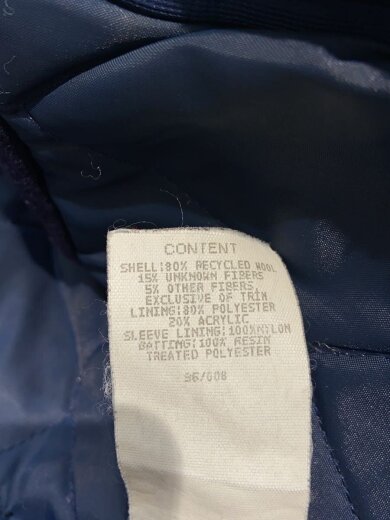 CONTENT
SHELL:80% RECYCLED WOOL
15% UNKNOWN FIBERS
5% OTHER FIBERS,
EXCLUSIVE OF TRIM
LINING:80% POLYESTER
20% ACRYLIC
SLEEVE LINING:100%NYLON
BATTING:100% RESIN
TREATED POLYESTER
96/008